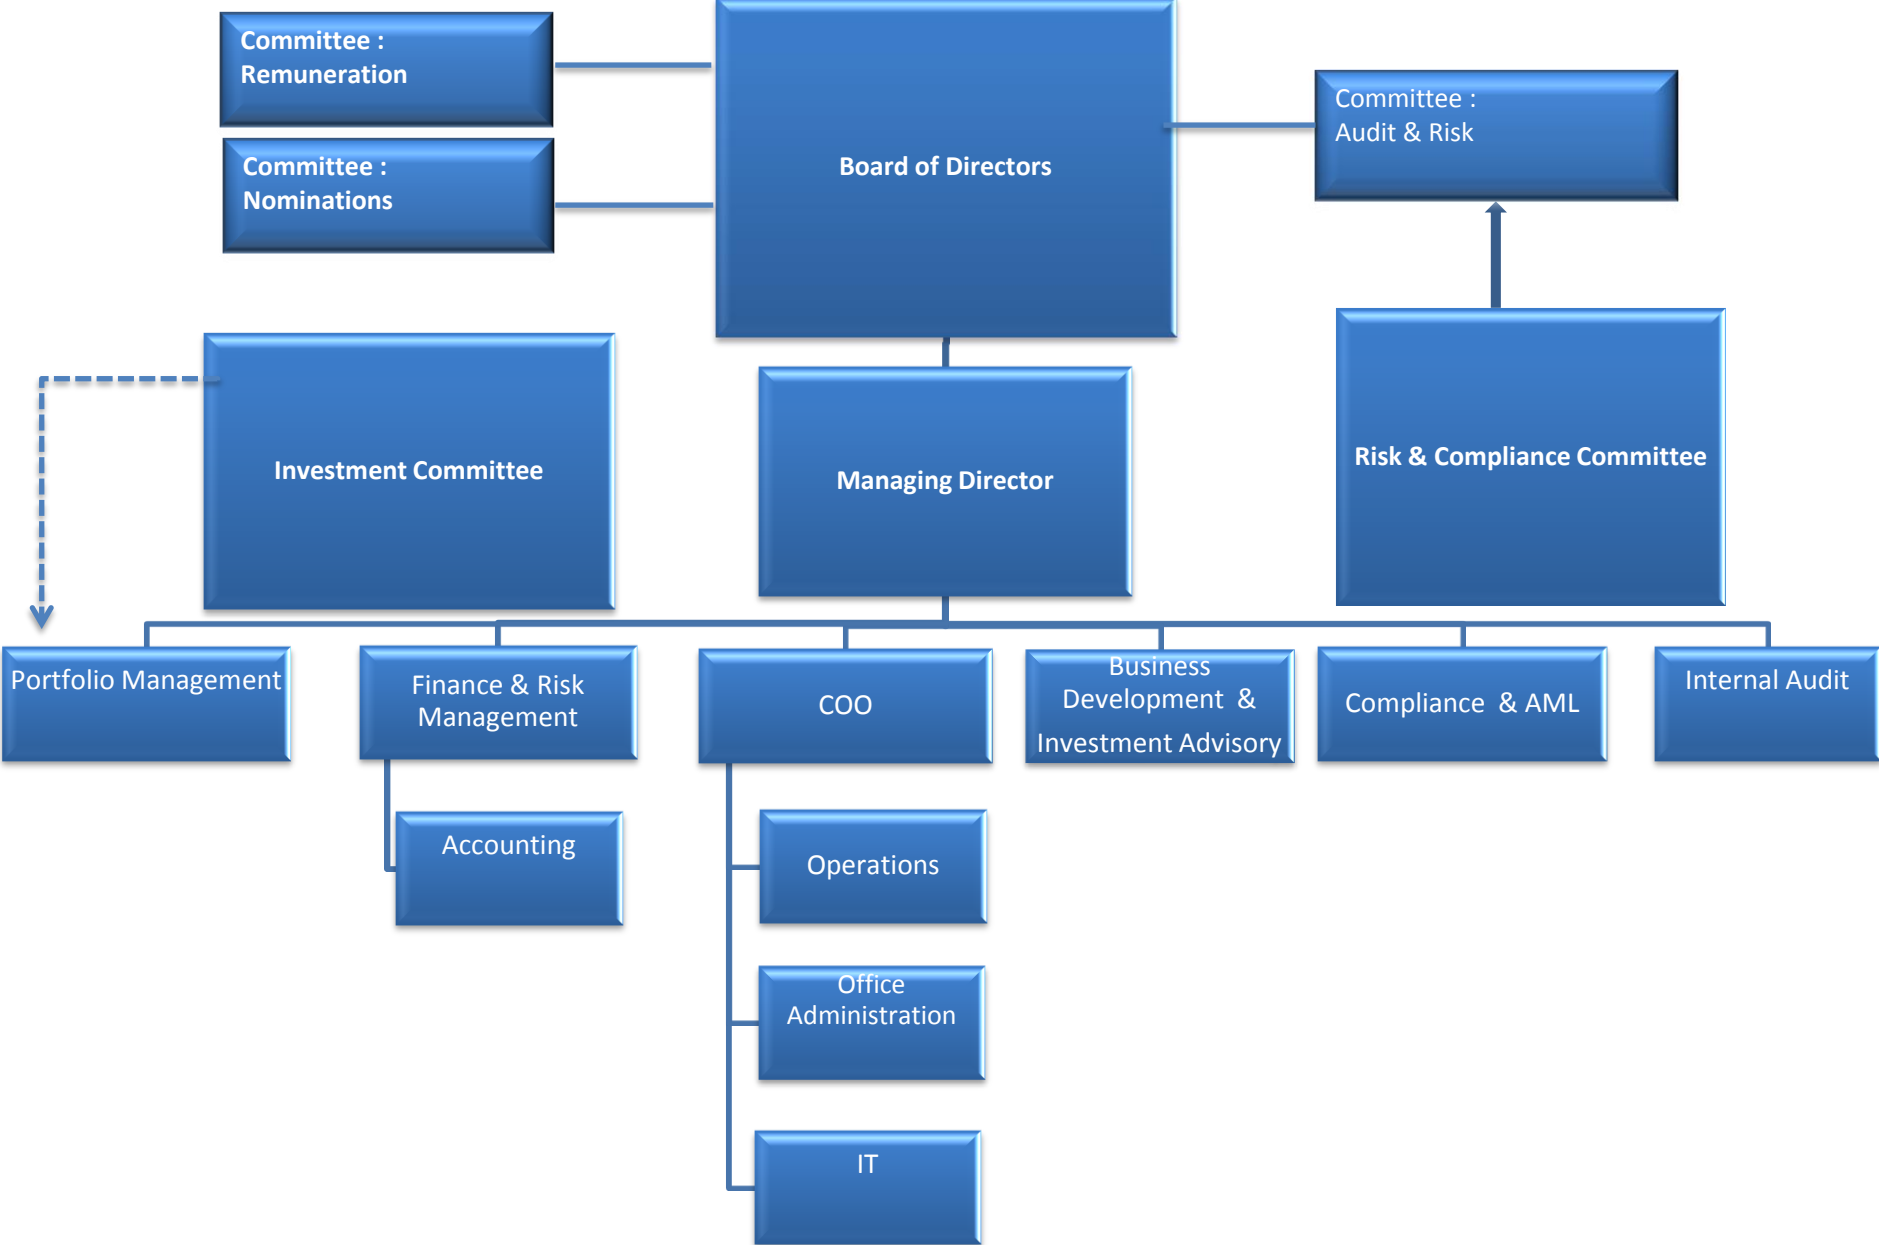 Committee :
Remuneration
Committee :
Nominations
Board of Directors
Committee :
Audit & Risk
Investment Committee
Managing Director
Risk & Compliance Committee
Portfolio Management
Finance & Risk
Management
COO
Business
Development &
Investment Advisory
Compliance & AML
Internal Audit
Accounting
Operations
Office
Administration
IT